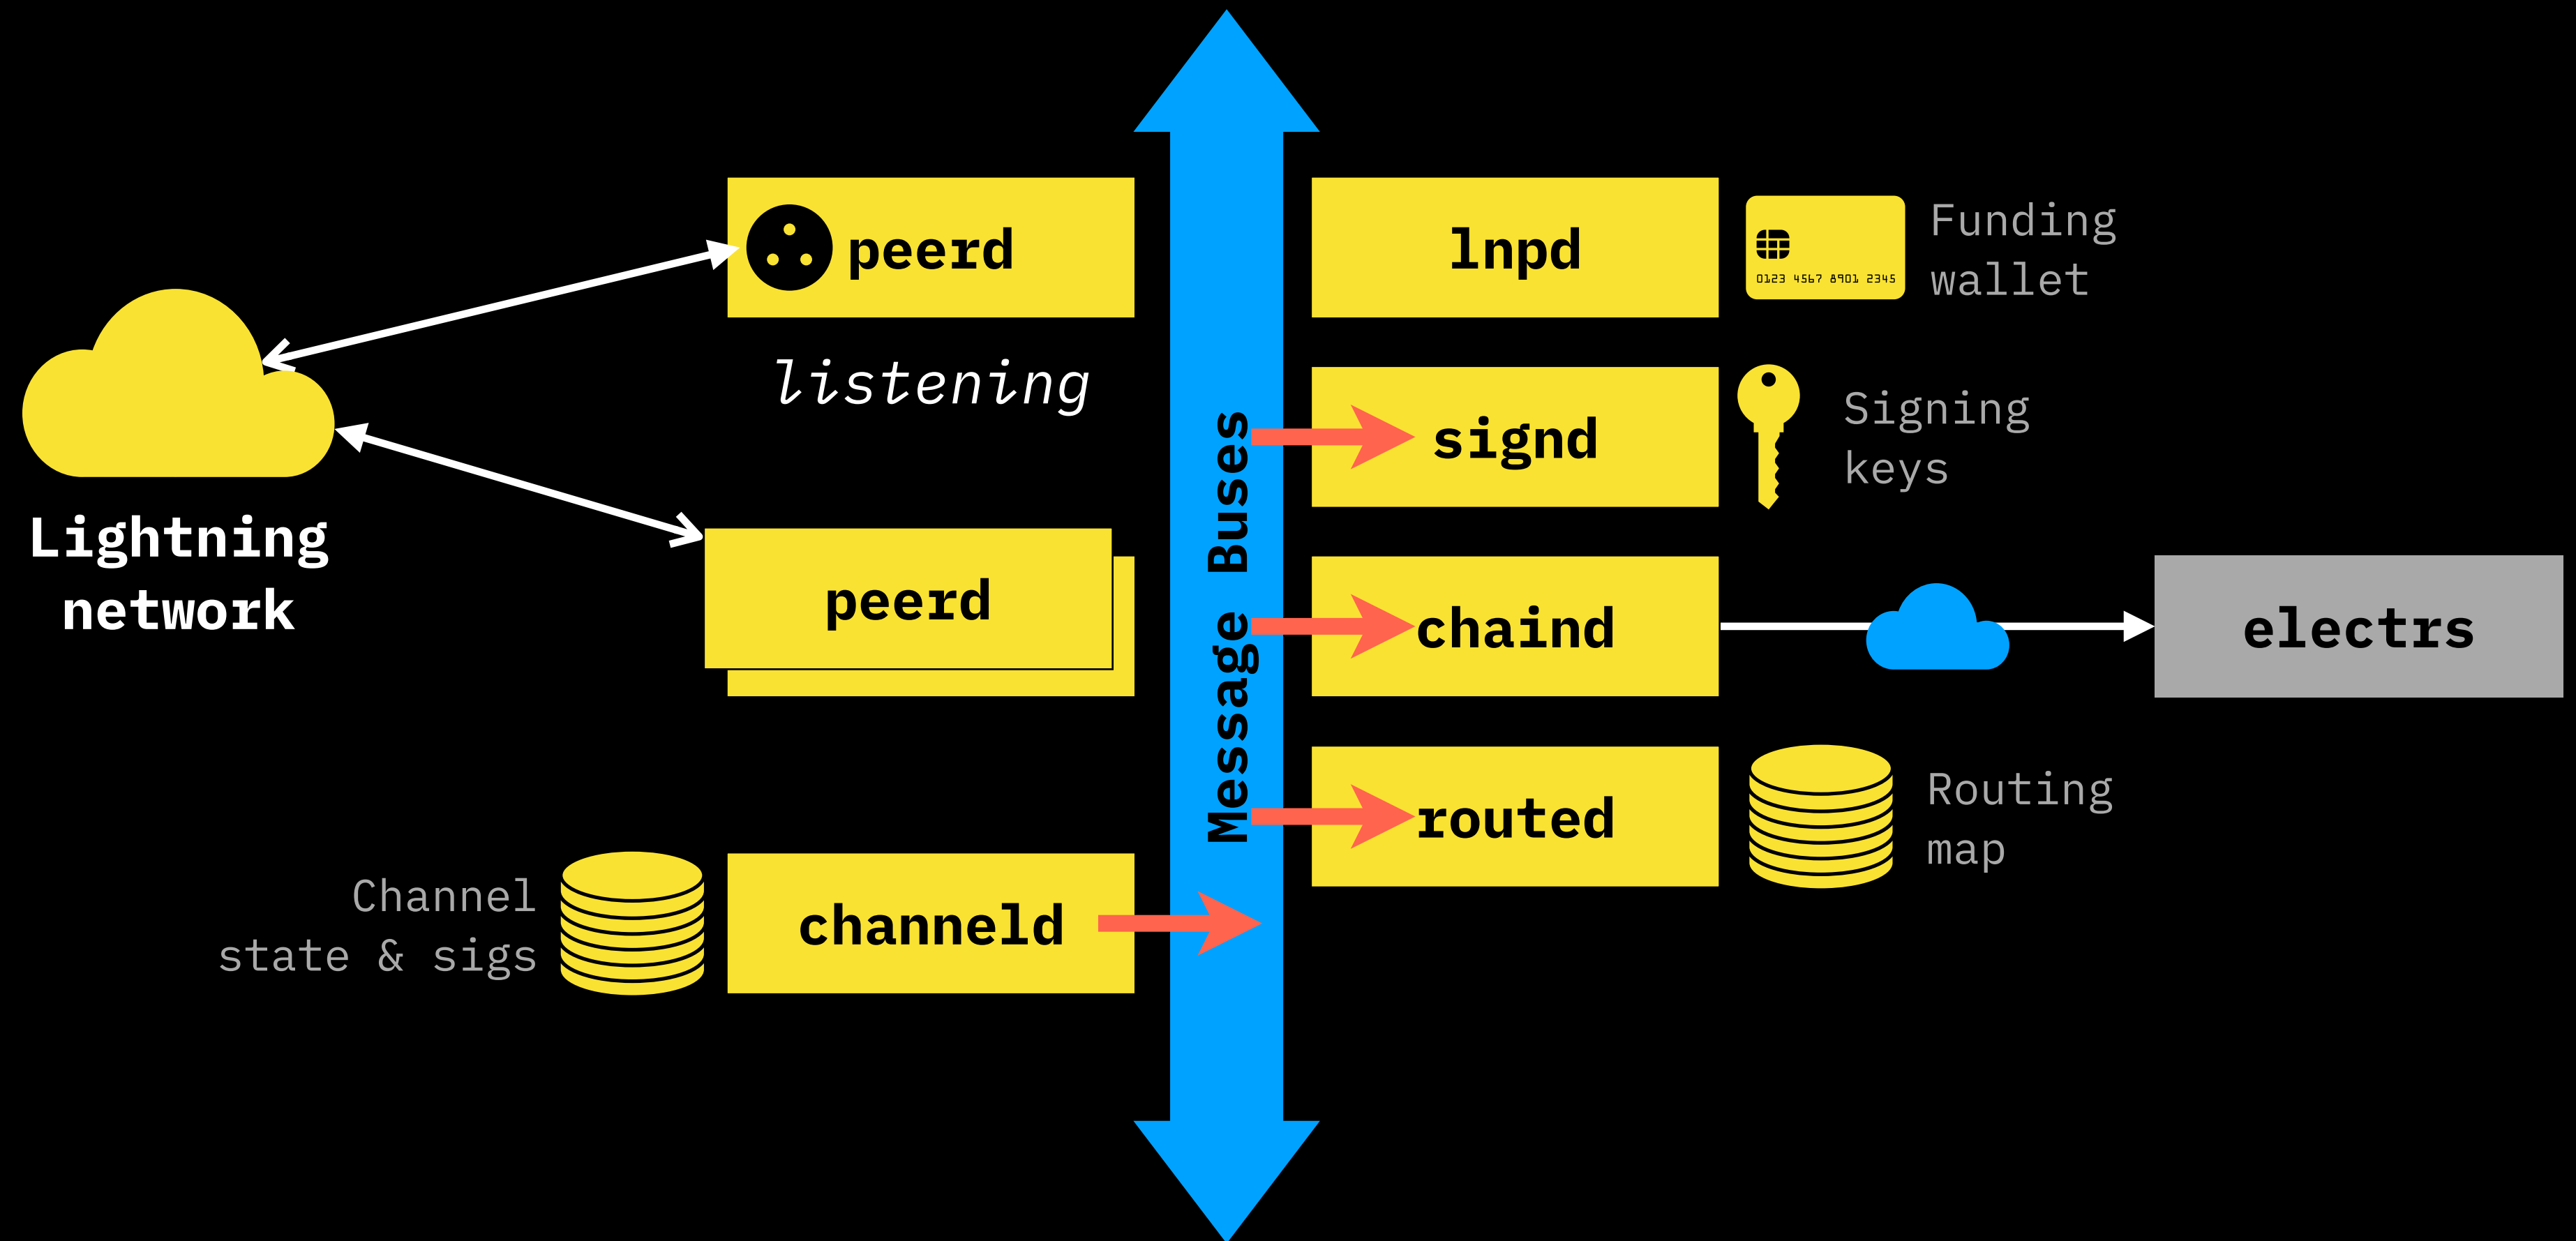 peerd
lnpd
0123 4567 8901 2345
Funding
wallet
listening
signd
Signing
keys
Lightning
network
peerd
Message Buses
chaind
electrs
routed
Routing
map
Channel
state & sigs
channeld